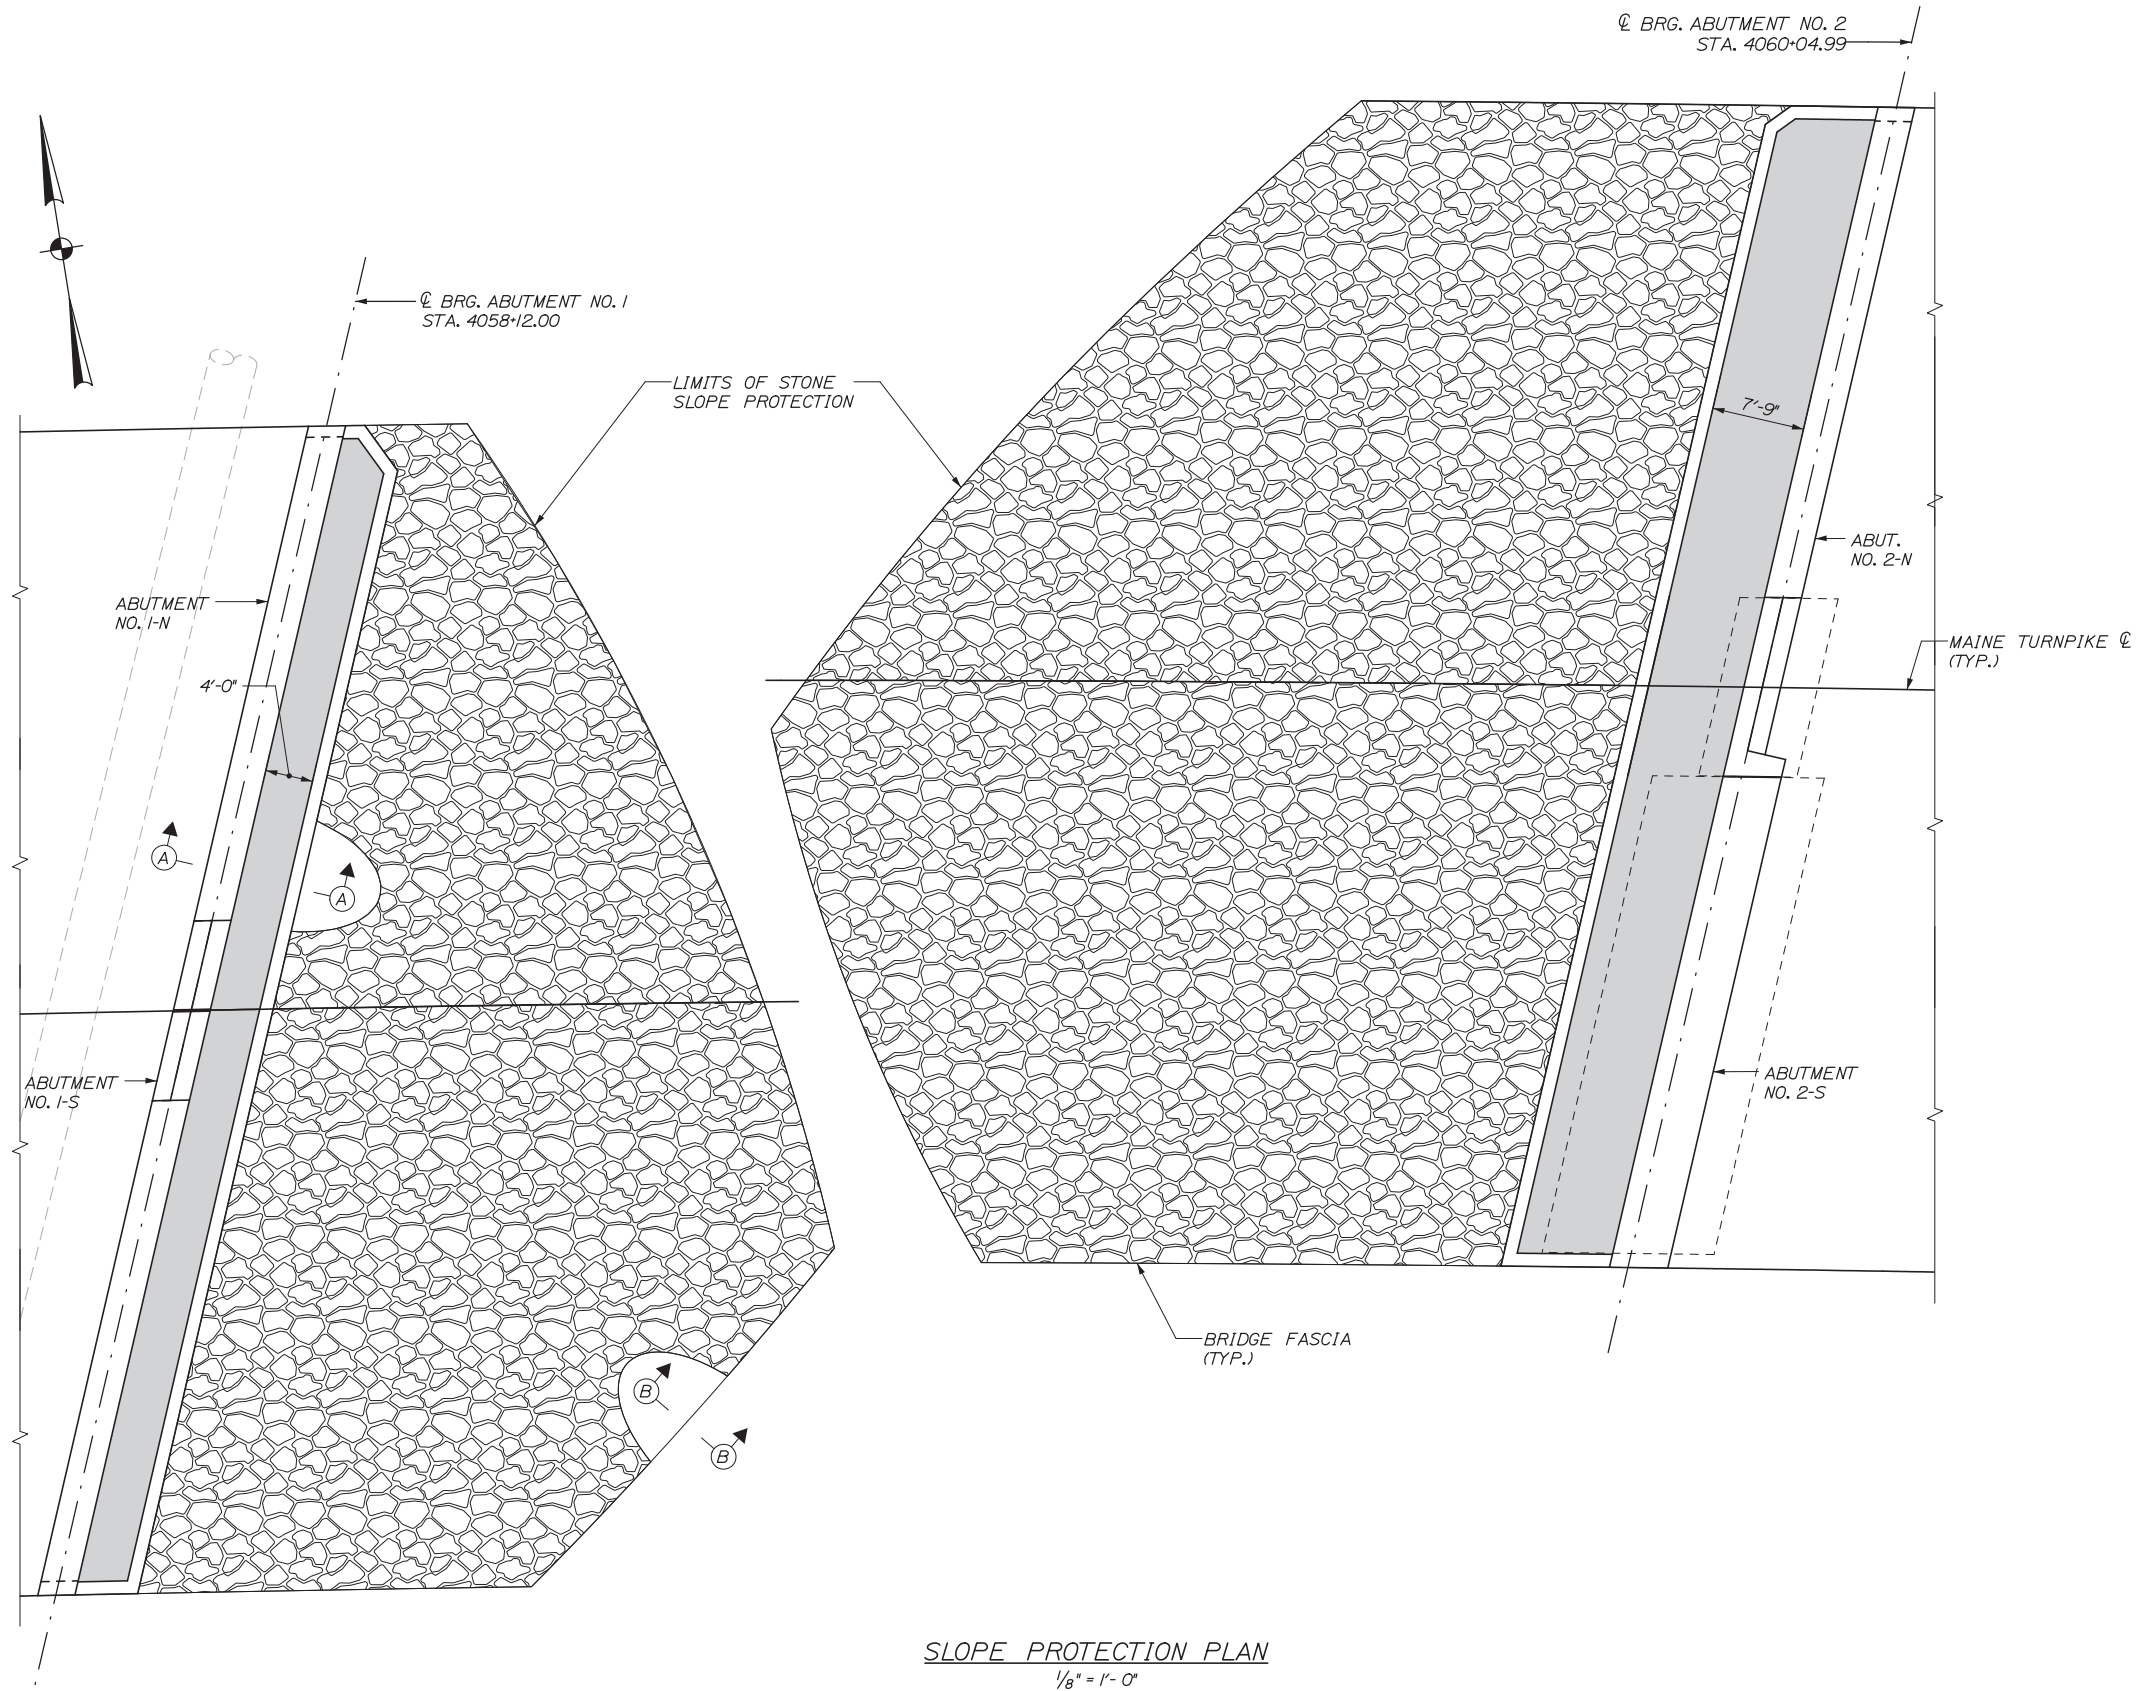 ℄ BRG. ABUTMENT NO. 2
STA. 4060+04.99
℄ BRG. ABUTMENT NO. 1
STA. 4058+12.00
LIMITS OF STONE
SLOPE PROTECTION
7'-9"
ABUT.
NO. 2-N
ABUTMENT
NO. 1-N
MAINE TURNPIKE ℄
(TYP.)
4'-0"
A
A
ABUTMENT
NO. 1-S
ABUTMENT
NO. 2-S
BRIDGE FASCIA
(TYP.)
B
B
SLOPE PROTECTION PLAN
1/8" = 1'- 0"